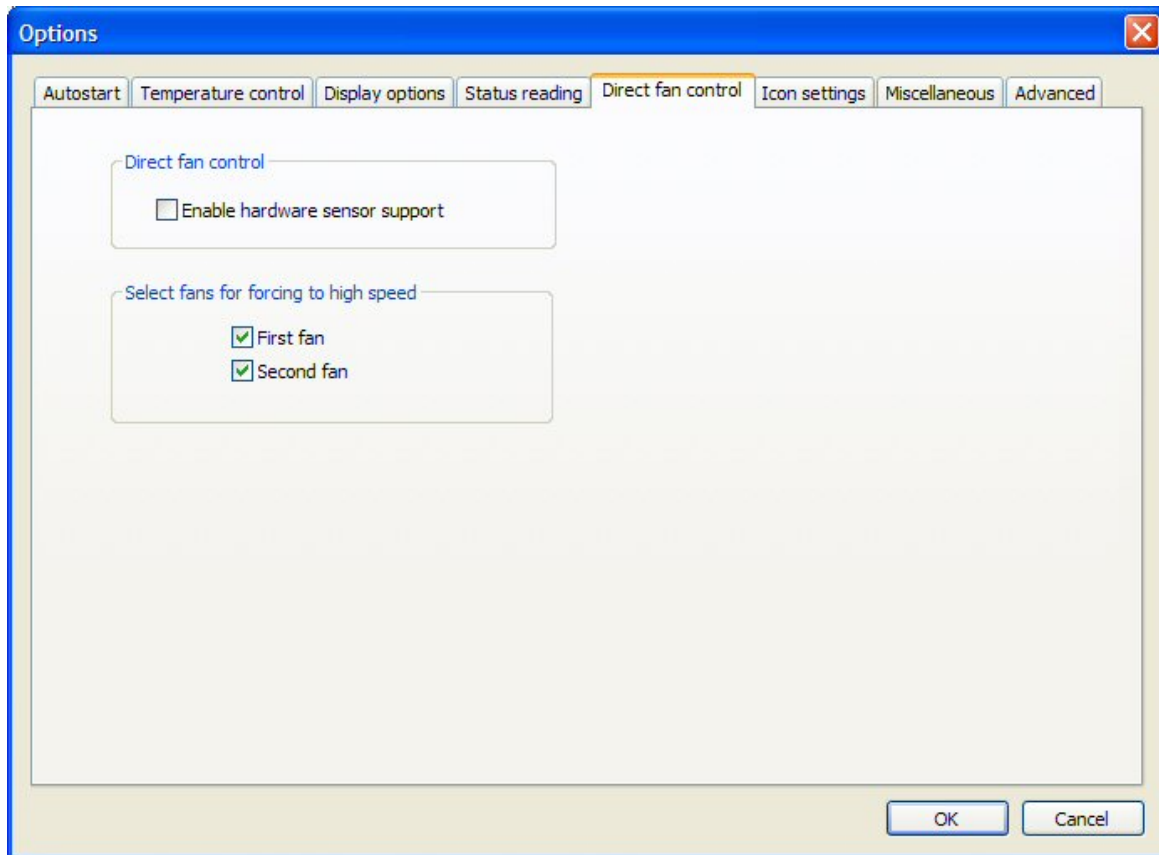 Options
Autostart Temperature control Display options Status reading Direct fan control Icon settings Miscellaneous Advanced
Direct fan control
Enable hardware sensor support
Select fans for forcing to high speed
First fan
Second fan
OK Cancel